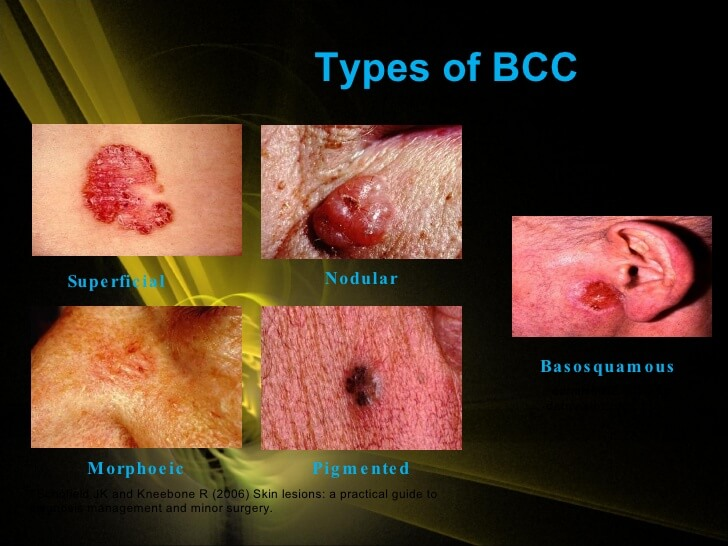 Types of BCC
Superficial
Nodular
Basosquamous
Morphoeic
Pigmented
JK and Kneebone R (2006) Skin lesions: a practical guide to
management and minor surgery.